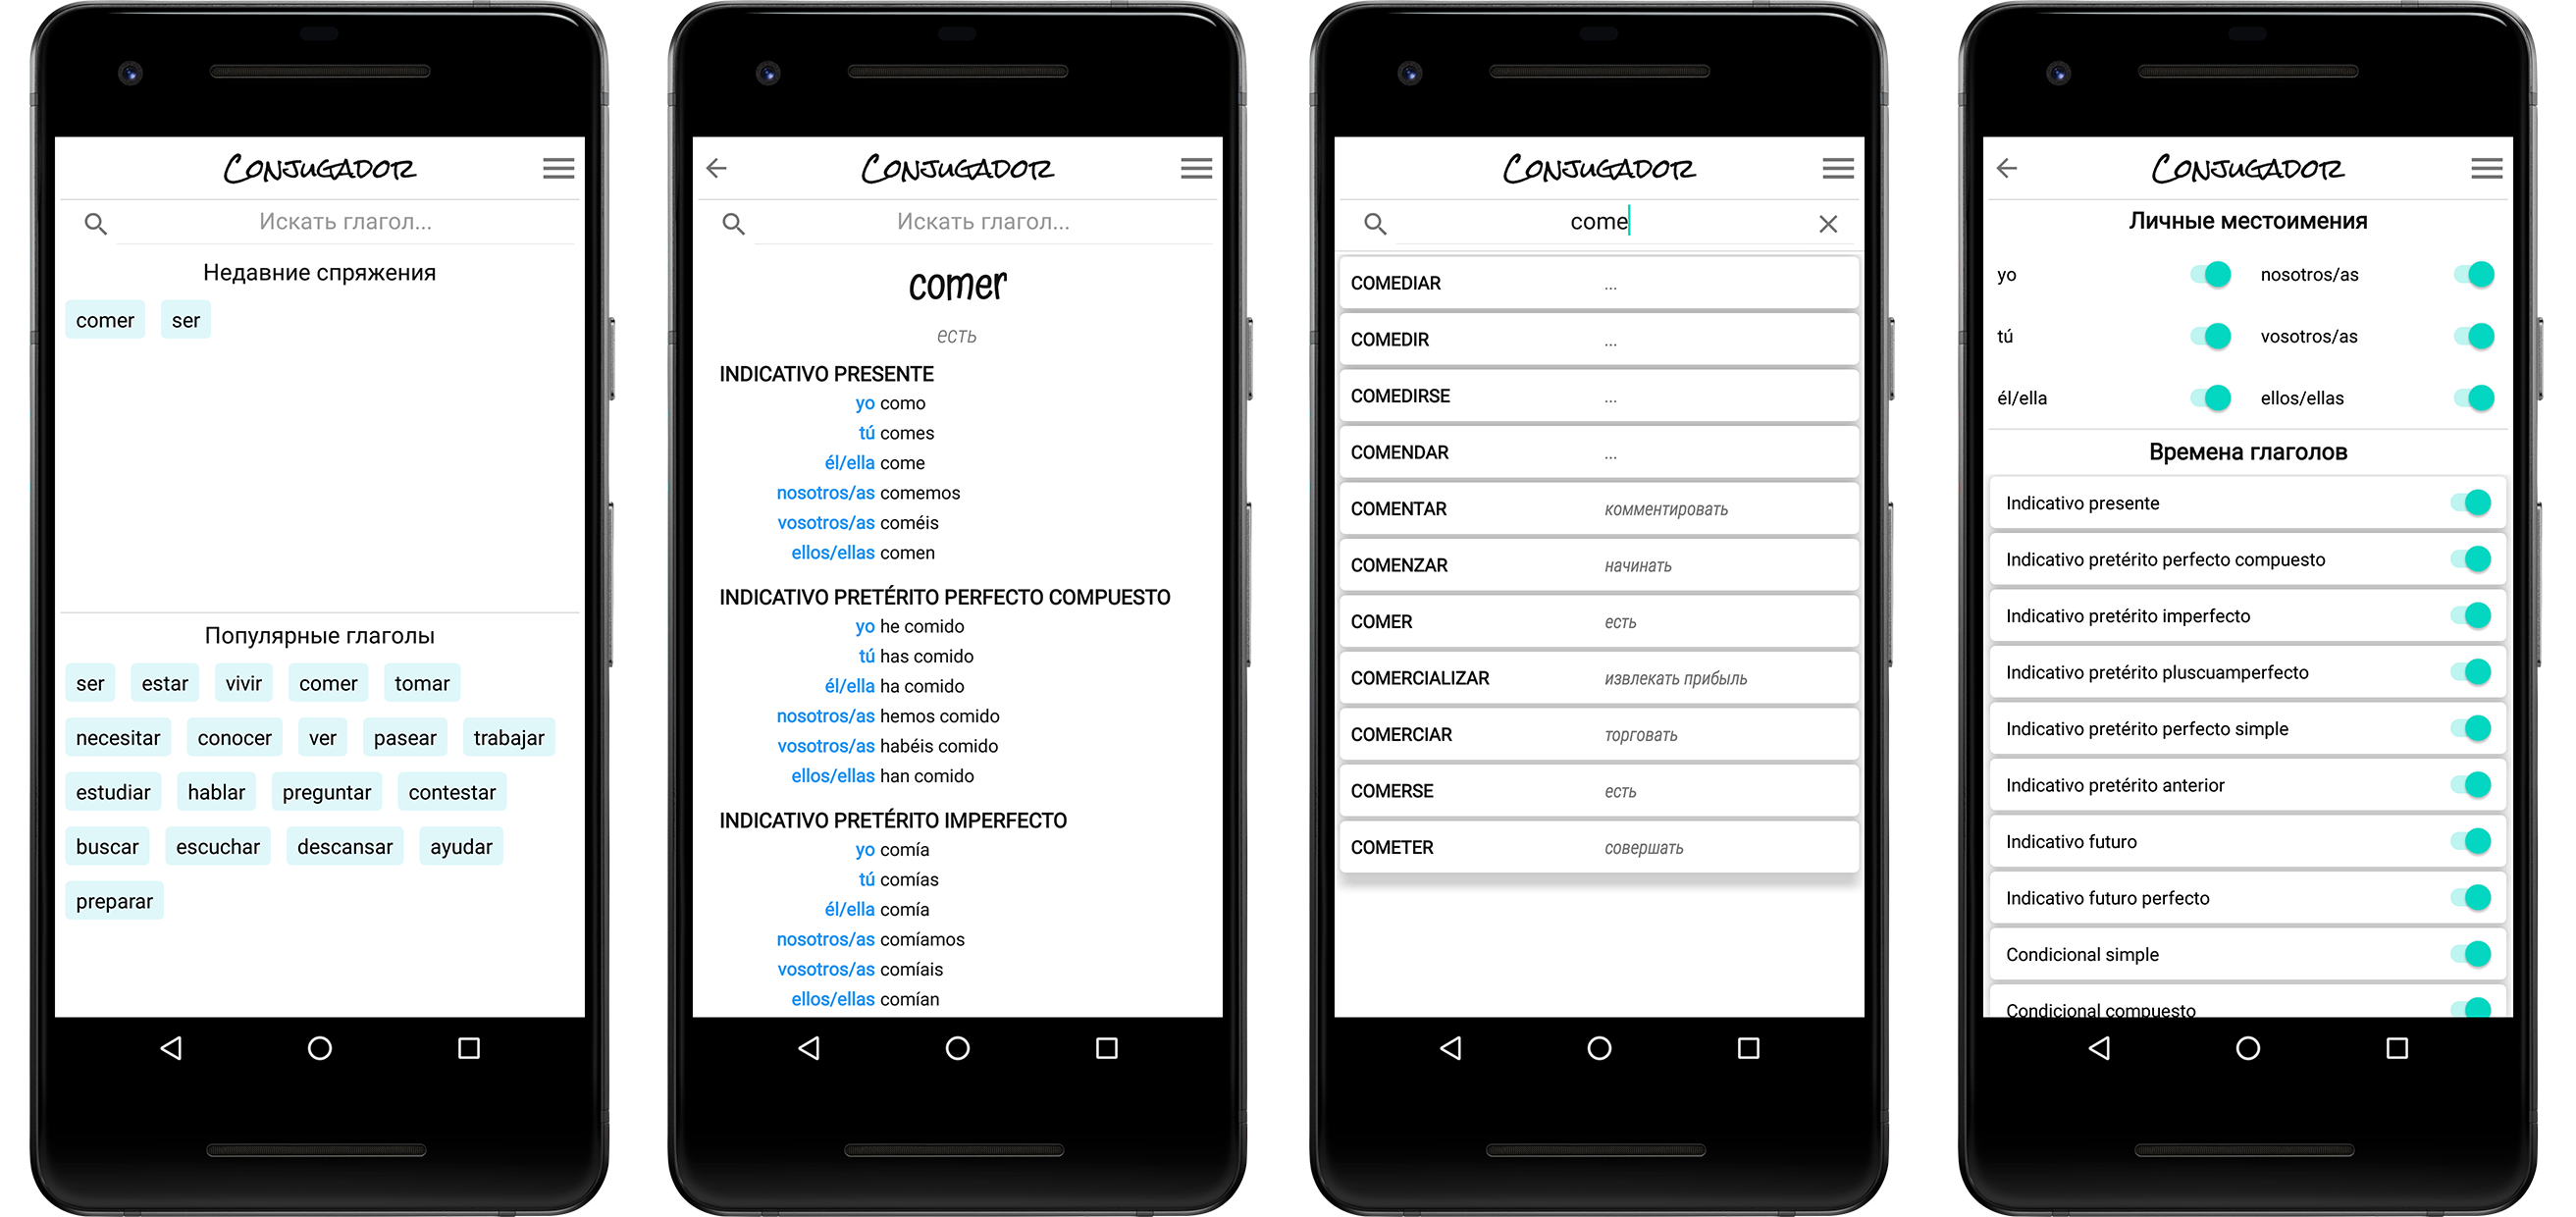 Conjugador
Искать глагол...
Недавние спряжения
comer ser
Популярные глаголы
ser estar vivir comer tomar
necesitar conocer ver pasear trabajar
estudiar hablar preguntar contestar
buscar escuchar descansar ayudar
preparar
Conjugador
Искать глагол...
comer
есть
INDICATIVO PRESENTE
yo como
tú comes
él/ella come
nosotros/as comemos
vosotros/as coméis
ellos/ellas comen
INDICATIVO PRETÉRITO PERFECTO COMPUESTO
yo he comido
tú has comido
él/ella ha comido
nosotros/as hemos comido
vosotros/as habéis comido
ellos/ellas han comido
INDICATIVO PRETÉRITO IMPERFECTO
yo comía
tú comías
él/ella comía
nosotros/as comíamos
vosotros/as comíais
ellos/ellas comían
Conjugador
come
COMEDIAR ...
COMEDIR ...
COMEDIRSE ...
COMENDAR ...
COMENTAR комментировать
COMENZAR начинать
COMER есть
COMERCIALIZAR извлекать прибыль
COMERCIAR торговать
COMERSE есть
COMETER совершать
Conjugador
Личные местоимения
yo nosotros/as
tú vosotros/as
él/ella ellos/ellas
Времена глаголов
Indicativo presente
Indicativo pretérito perfecto compuesto
Indicativo pretérito imperfecto
Indicativo pretérito pluscuamperfecto
Indicativo pretérito perfecto simple
Indicativo pretérito anterior
Indicativo futuro
Indicativo futuro perfecto
Condicional simple
Condicional compuesto